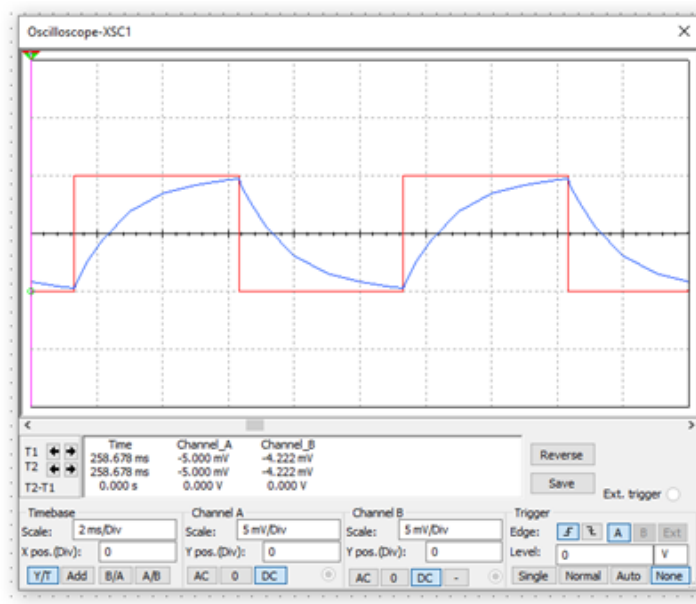 Oscilloscope-XSC1
Time Channel_A Channel_B
T1 258.678 ms -5.000 mV -4.222 mV
T2 258.678 ms -5.000 mV -4.222 mV
T2-T1 0.000 s 0.000 V 0.000 V
Reverse
Save
Ext. trigger
Timebase
Scale: 2 ms/Div
X pos.(Div): 0
Y/T Add B/A A/B
Channel A
Scale: 5 mV/Div
Y pos.(Div): 0
AC 0 DC
Channel B
Scale: 5 mV/Div
Y pos.(Div): 0
AC 0 DC -
Trigger
Edge: A B Ext
Level: 0 V
Single Normal Auto None